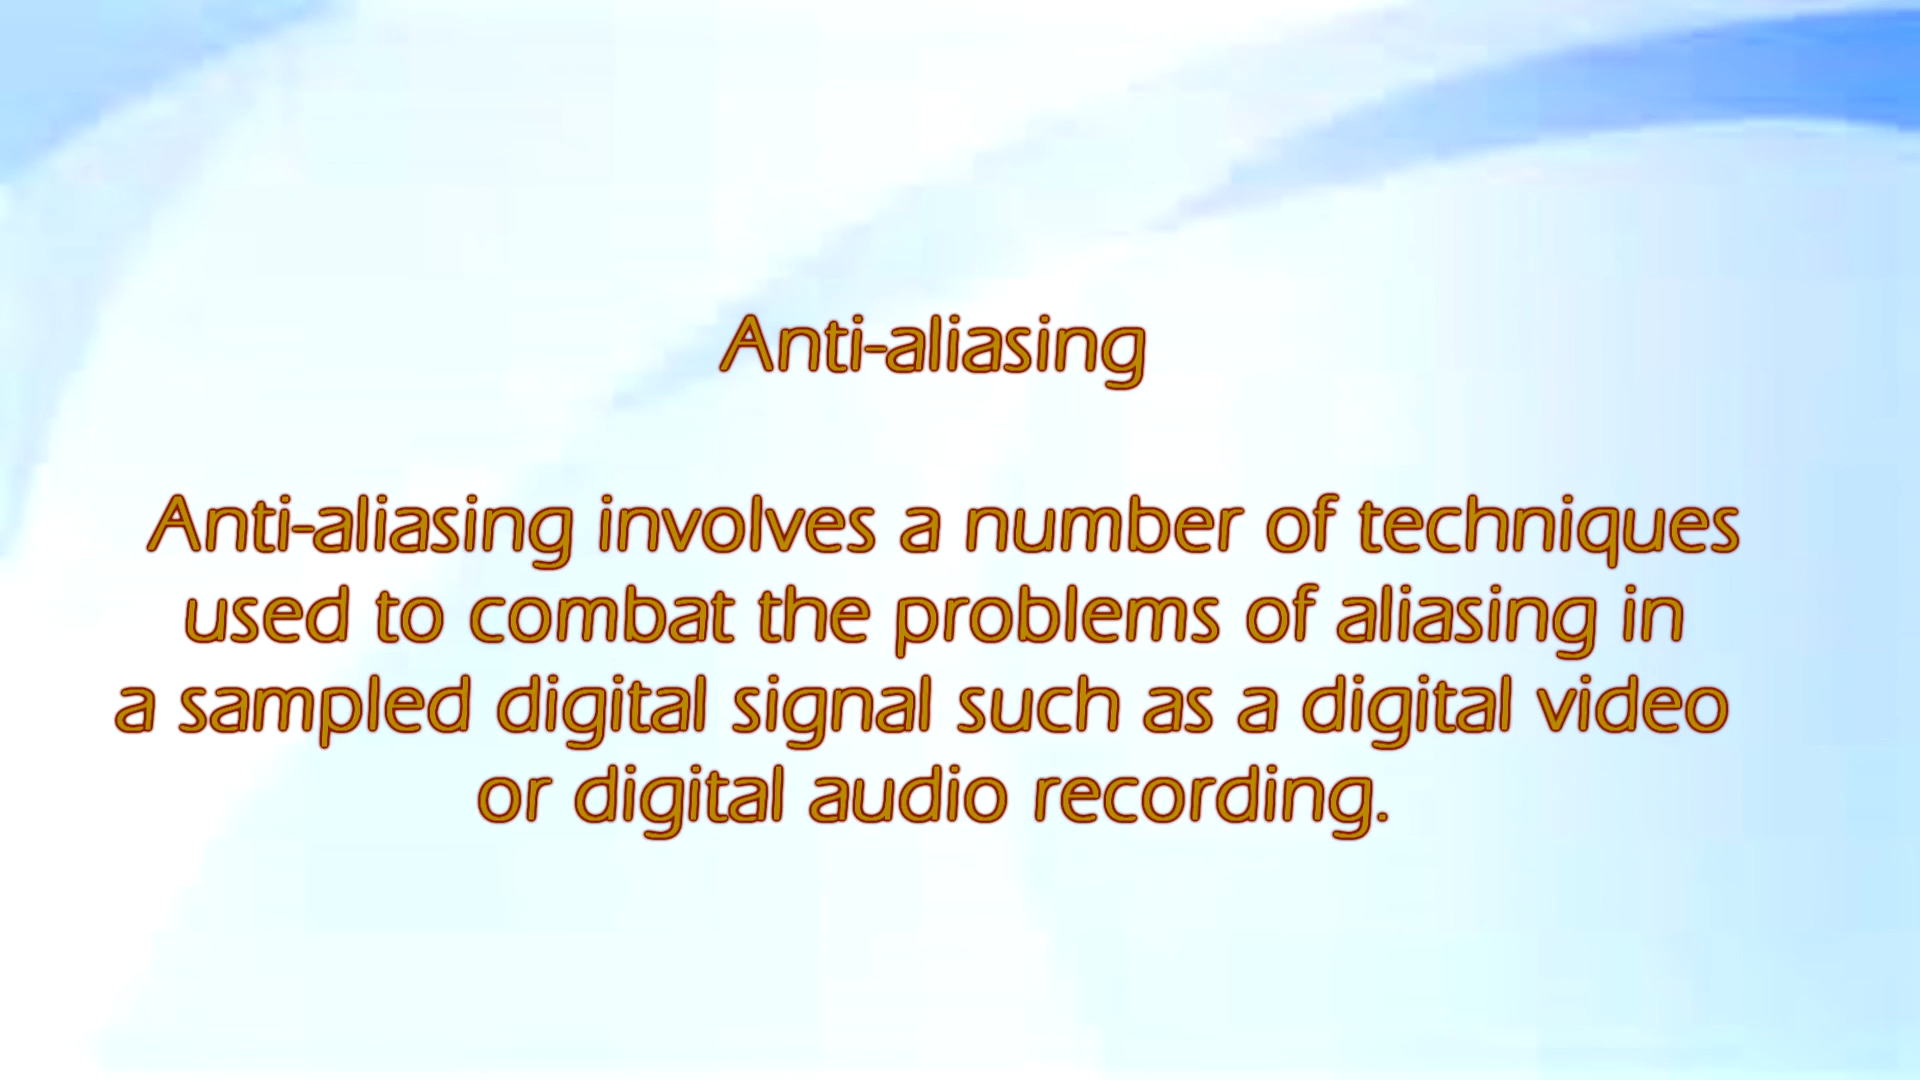 Anti-aliasing
Anti-aliasing involves a number of techniques
used to combat the problems of aliasing in
a sampled digital signal such as a digital video
or digital audio recording.